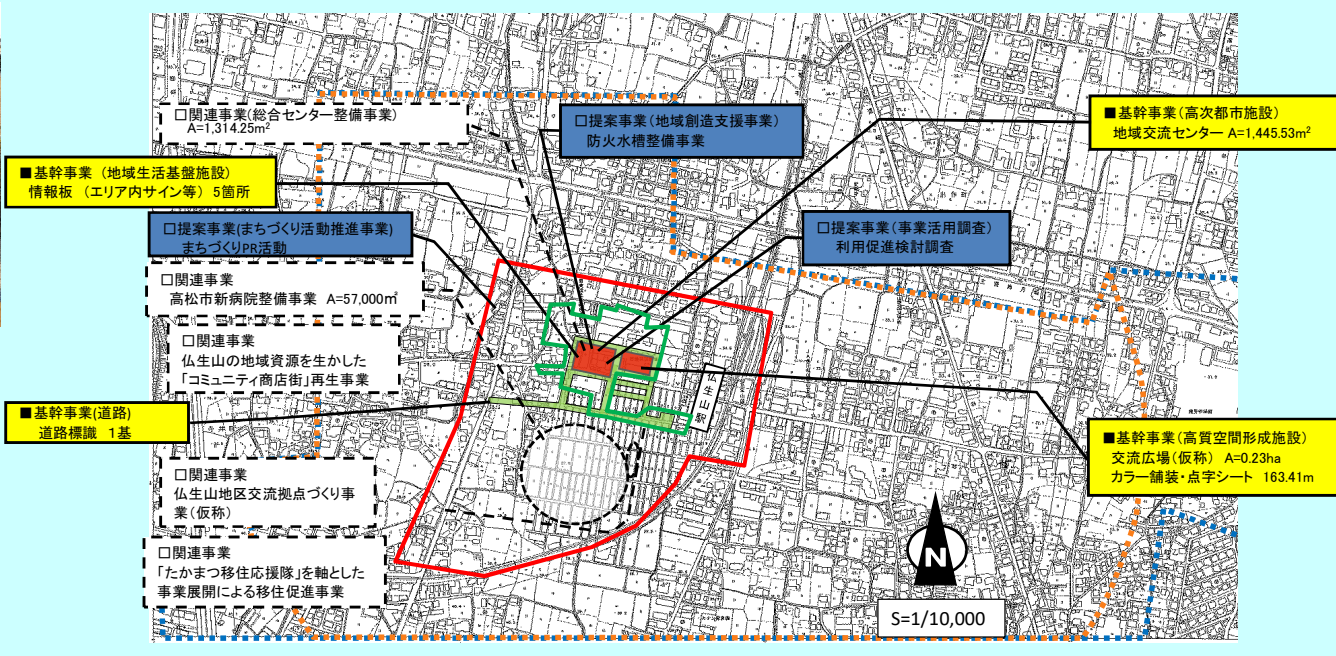 □関連事業(総合センター整備事業)
A=1,314.25㎡
□提案事業(地域創造支援事業)
防火水槽整備事業
■基幹事業(高次都市施設)
地域交流センター A=1,445.53㎡
■基幹事業 (地域生活基盤施設)
情報板 (エリア内サイン等) 5箇所
□提案事業(まちづくり活動推進事業)
まちづくりPR活動
□提案事業(事業活用調査)
利用促進検討調査
□関連事業
高松市新病院整備事業 A=57,000㎡
□関連事業
仏生山の地域資源を生かした
「コミュニティ商店街」再生事業
仏生山駅
■基幹事業(道路)
道路標識 1基
■基幹事業(高質空間形成施設)
交流広場(仮称) A=0.23ha
カラー舗装・点字シート 163.41m
□関連事業
仏生山地区交流拠点づくり事
業(仮称)
□関連事業
「たかまつ移住応援隊」を軸とした
事業展開による移住促進事業
N
S=1/10,000